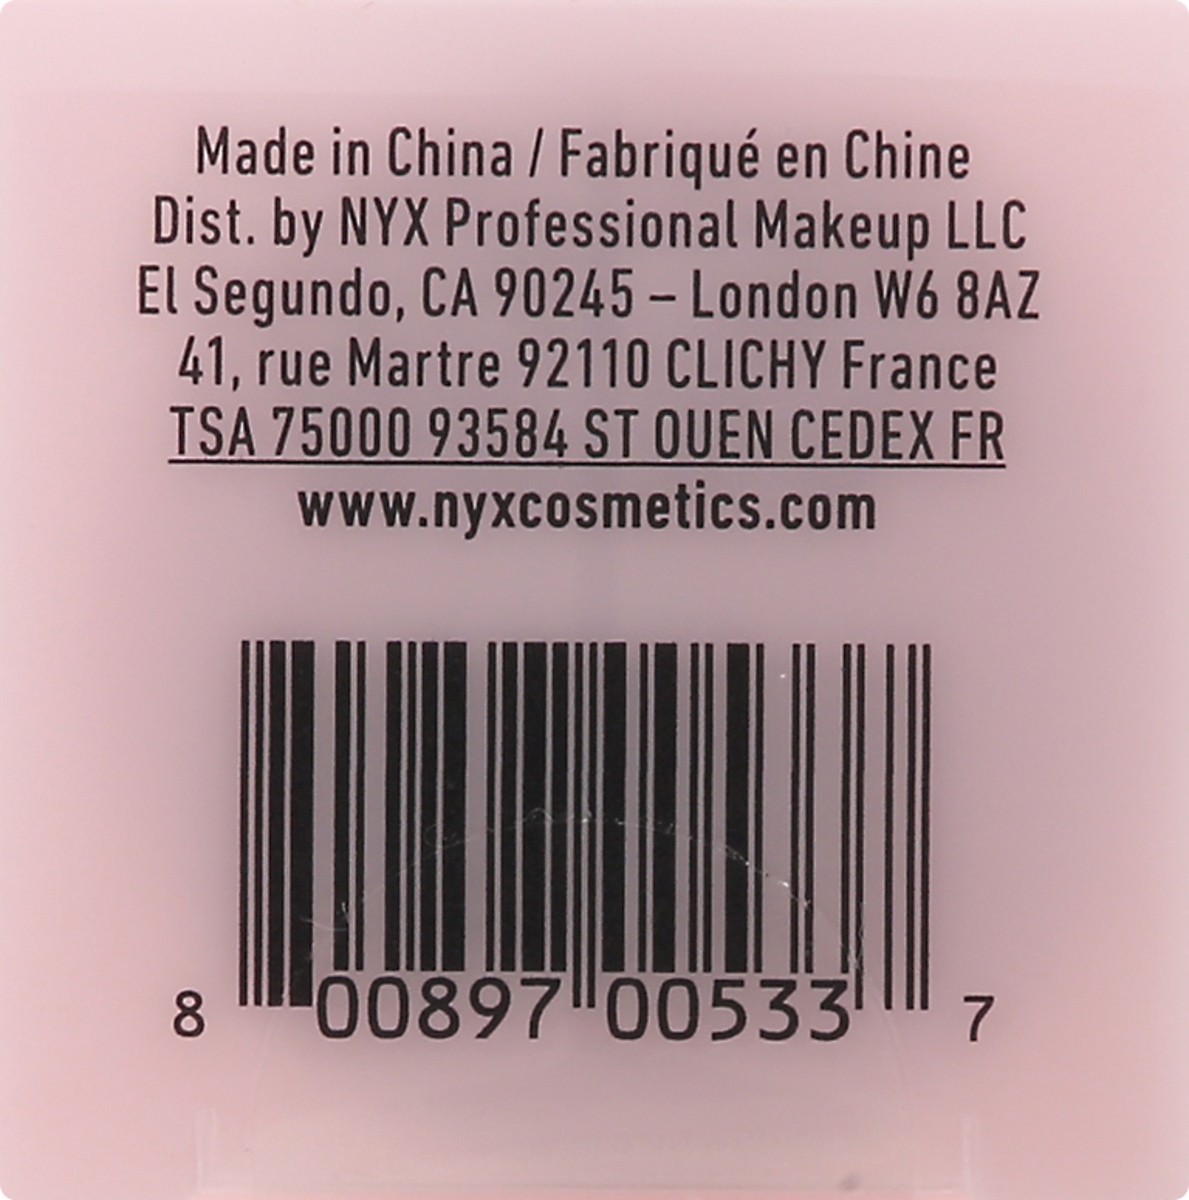 Made in China / Fabriqué en Chine
Dist. by NYX Professional Makeup LLC
El Segundo, CA 90245 – London W6 8AZ
41, rue Martre 92110 CLICHY France
TSA 75000 93584 ST OUEN CEDEX FR
www.nyxcosmetics.com
8 00897 00533 7